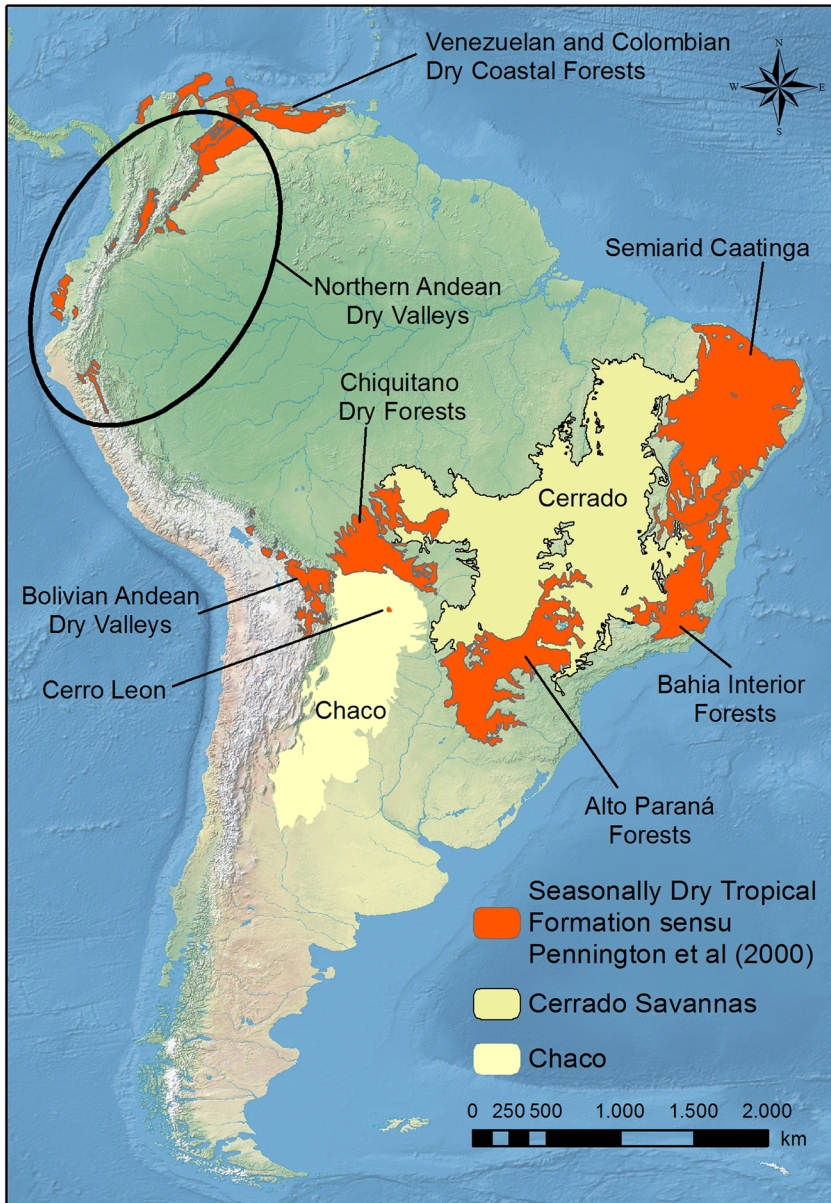 Venezuelan and Colombian
Dry Coastal Forests
N
W
E
S
Semiarid Caatinga
Northern Andean
Dry Valleys
Chiquitano
Dry Forests
Cerrado
Bolivian Andean
Dry Valleys
Cerro Leon
Chaco
Bahia Interior
Forests
Alto Paraná
Forests
Seasonally Dry Tropical
Formation sensu
Pennington et al (2000)
Cerrado Savannas
Chaco
0 250 500 1.000 1.500 2.000
km